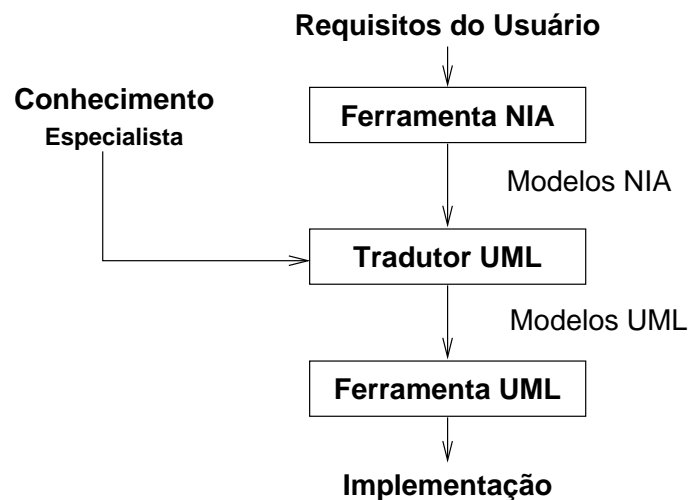 Requisitos do Usuário
Conhecimento
Especialista
Ferramenta NIA
Modelos NIA
Tradutor UML
Modelos UML
Ferramenta UML
Implementação